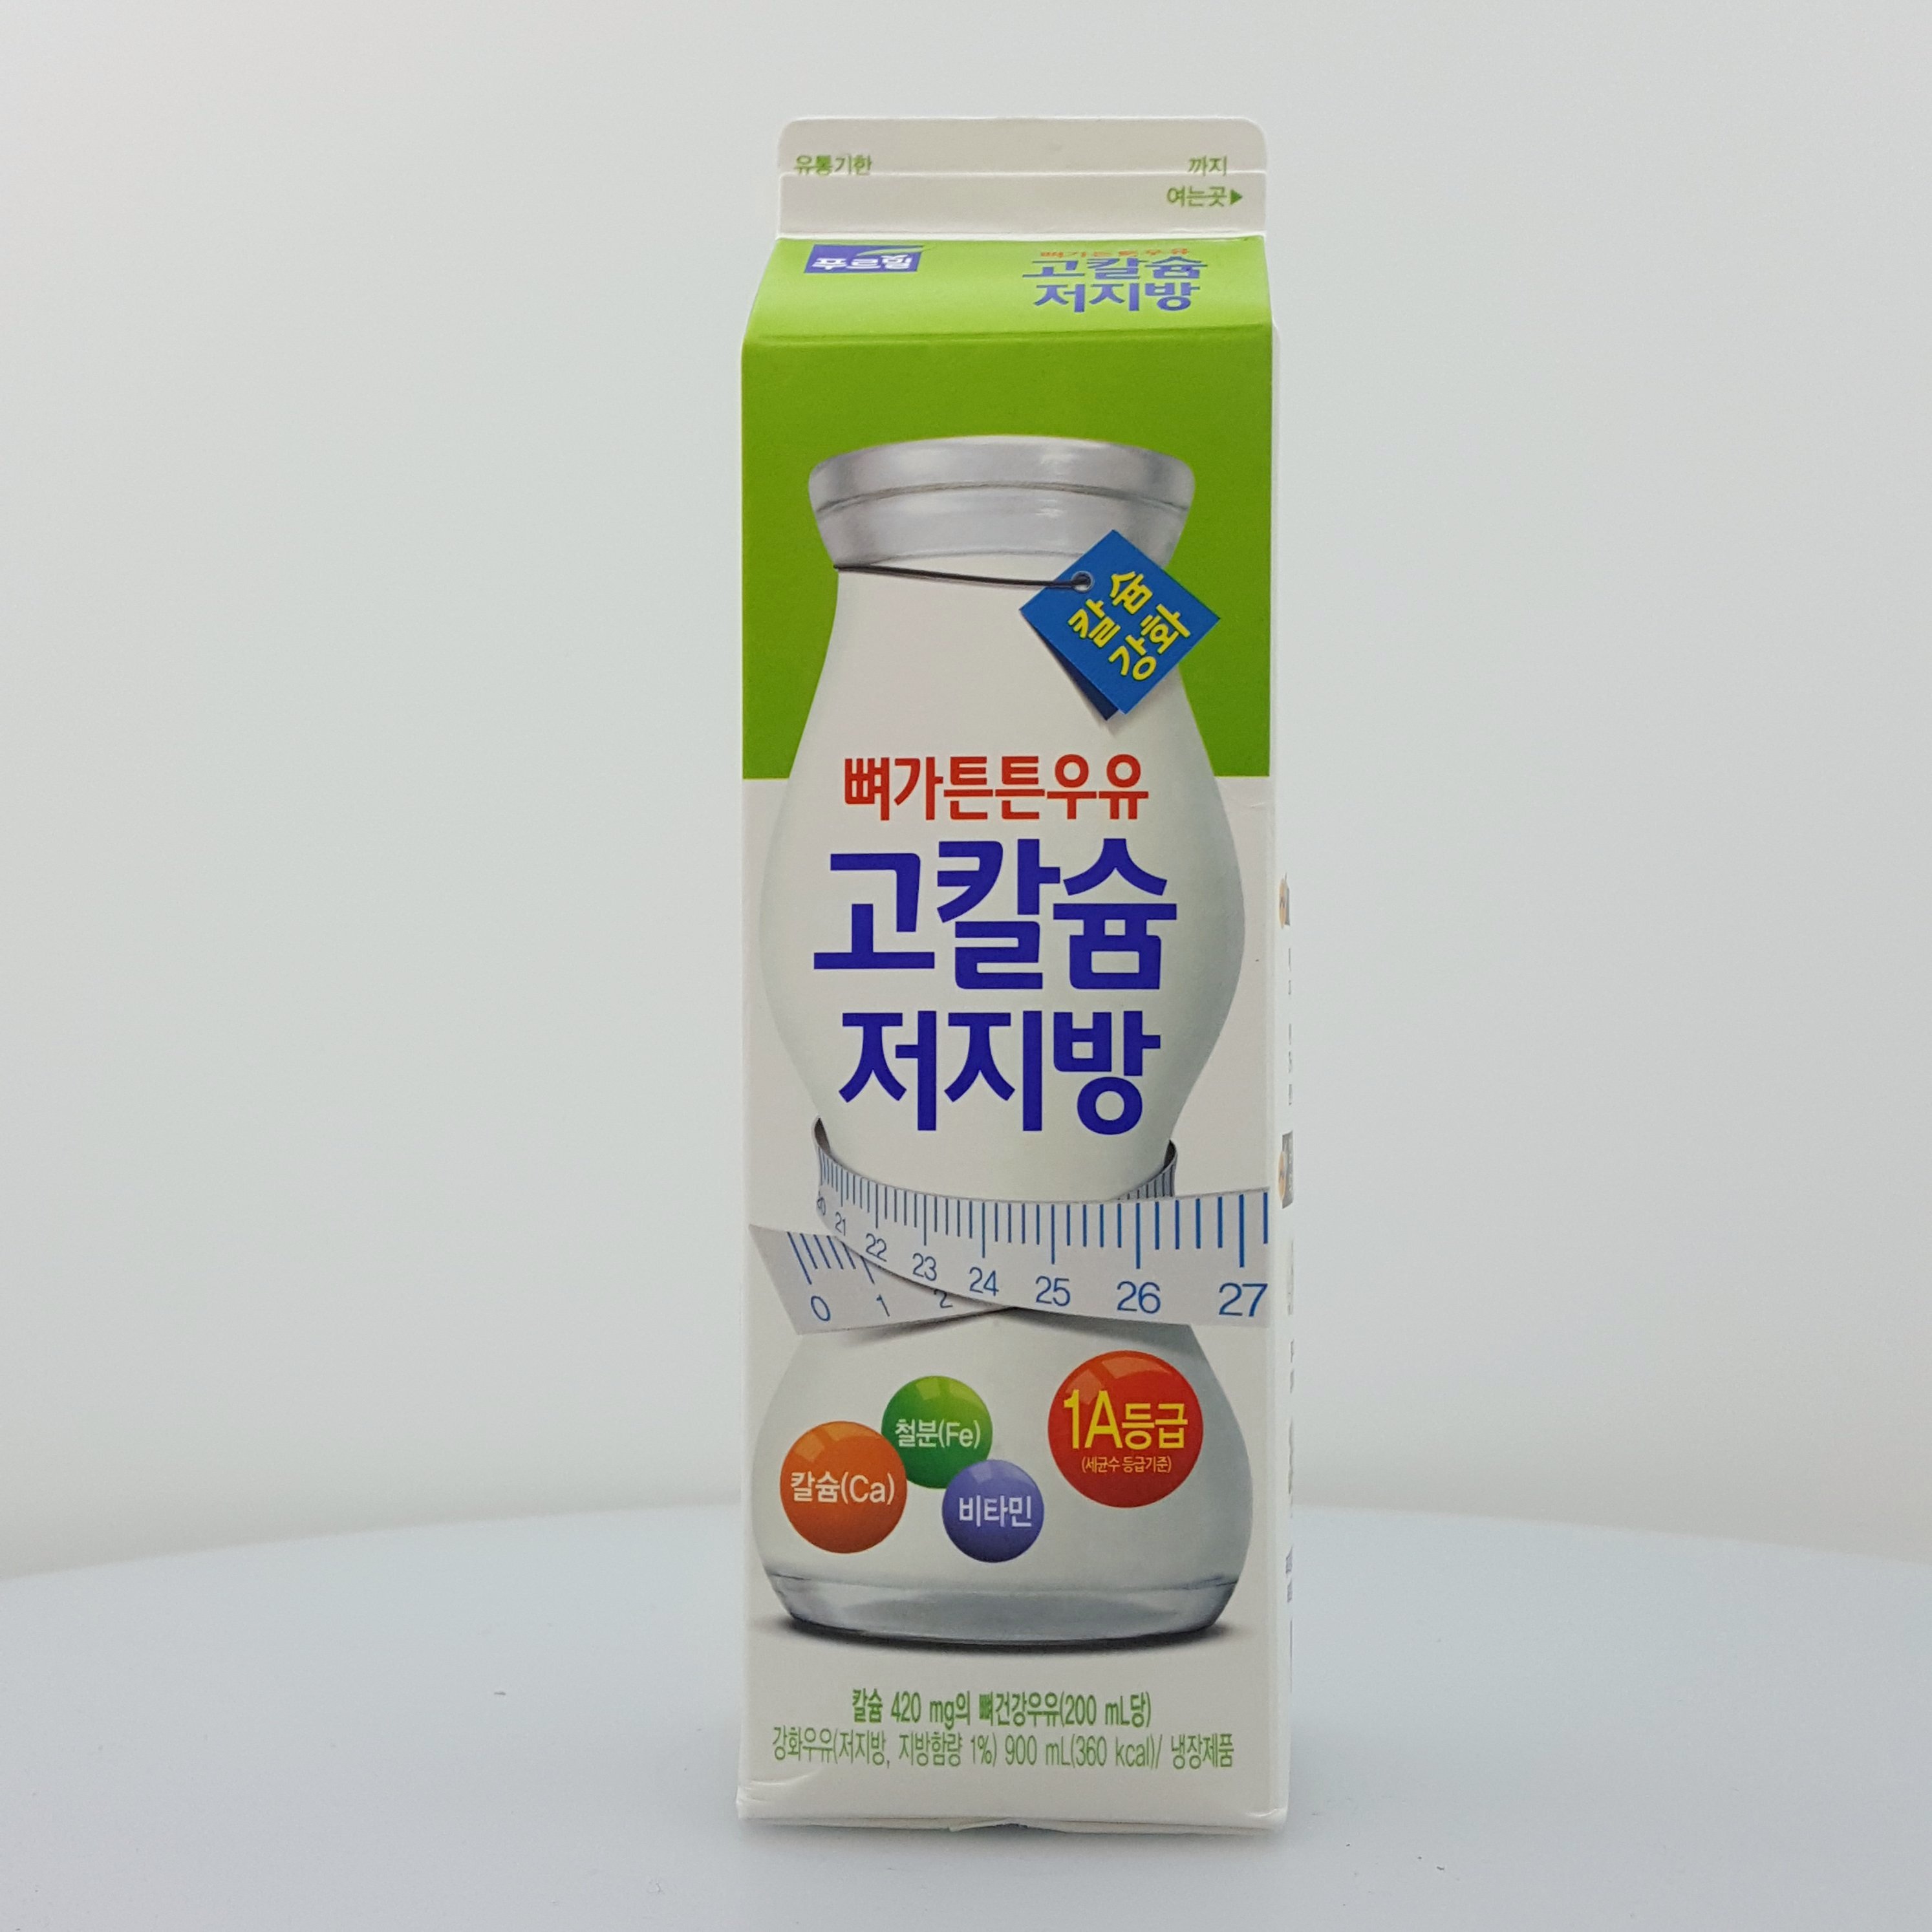 유통기한 까지
여는곳▶
푸르밀
뼈가튼튼우유
고칼슘
저지방
칼슘
강화
뼈가튼튼우유
고칼슘
저지방
20 21 22 23 24 25 26 27
0 1 2
철분(Fe)
칼슘(Ca)
비타민
1A등급
(세균수 등급기준)
칼슘 420 mg의 뼈건강우유(200 mL당)
강화우유(저지방, 지방함량 1%) 900 mL(360 kcal)/ 냉장제품